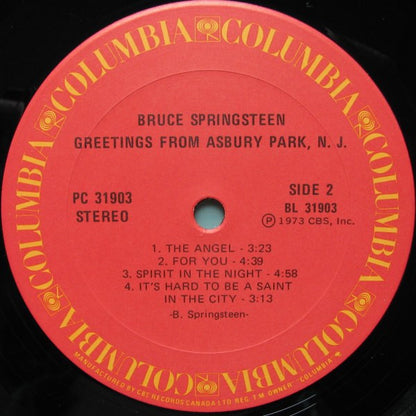 COLUMBIA COLUMBIA COLUMBIA COLUMBIA COLUMBIA COLUMBIA
BRUCE SPRINGSTEEN
GREETINGS FROM ASBURY PARK, N. J.
PC 31903
STEREO
SIDE 2
BL 31903
Ⓟ 1973 CBS, Inc.
1. THE ANGEL - 3:23
2. FOR YOU - 4:39
3. SPIRIT IN THE NIGHT - 4:58
4. IT'S HARD TO BE A SAINT
IN THE CITY - 3:13
-B. Springsteen-
MANUFACTURED BY CBS RECORDS CANADA LTD REG. T.M. OWNER "COLUMBIA"